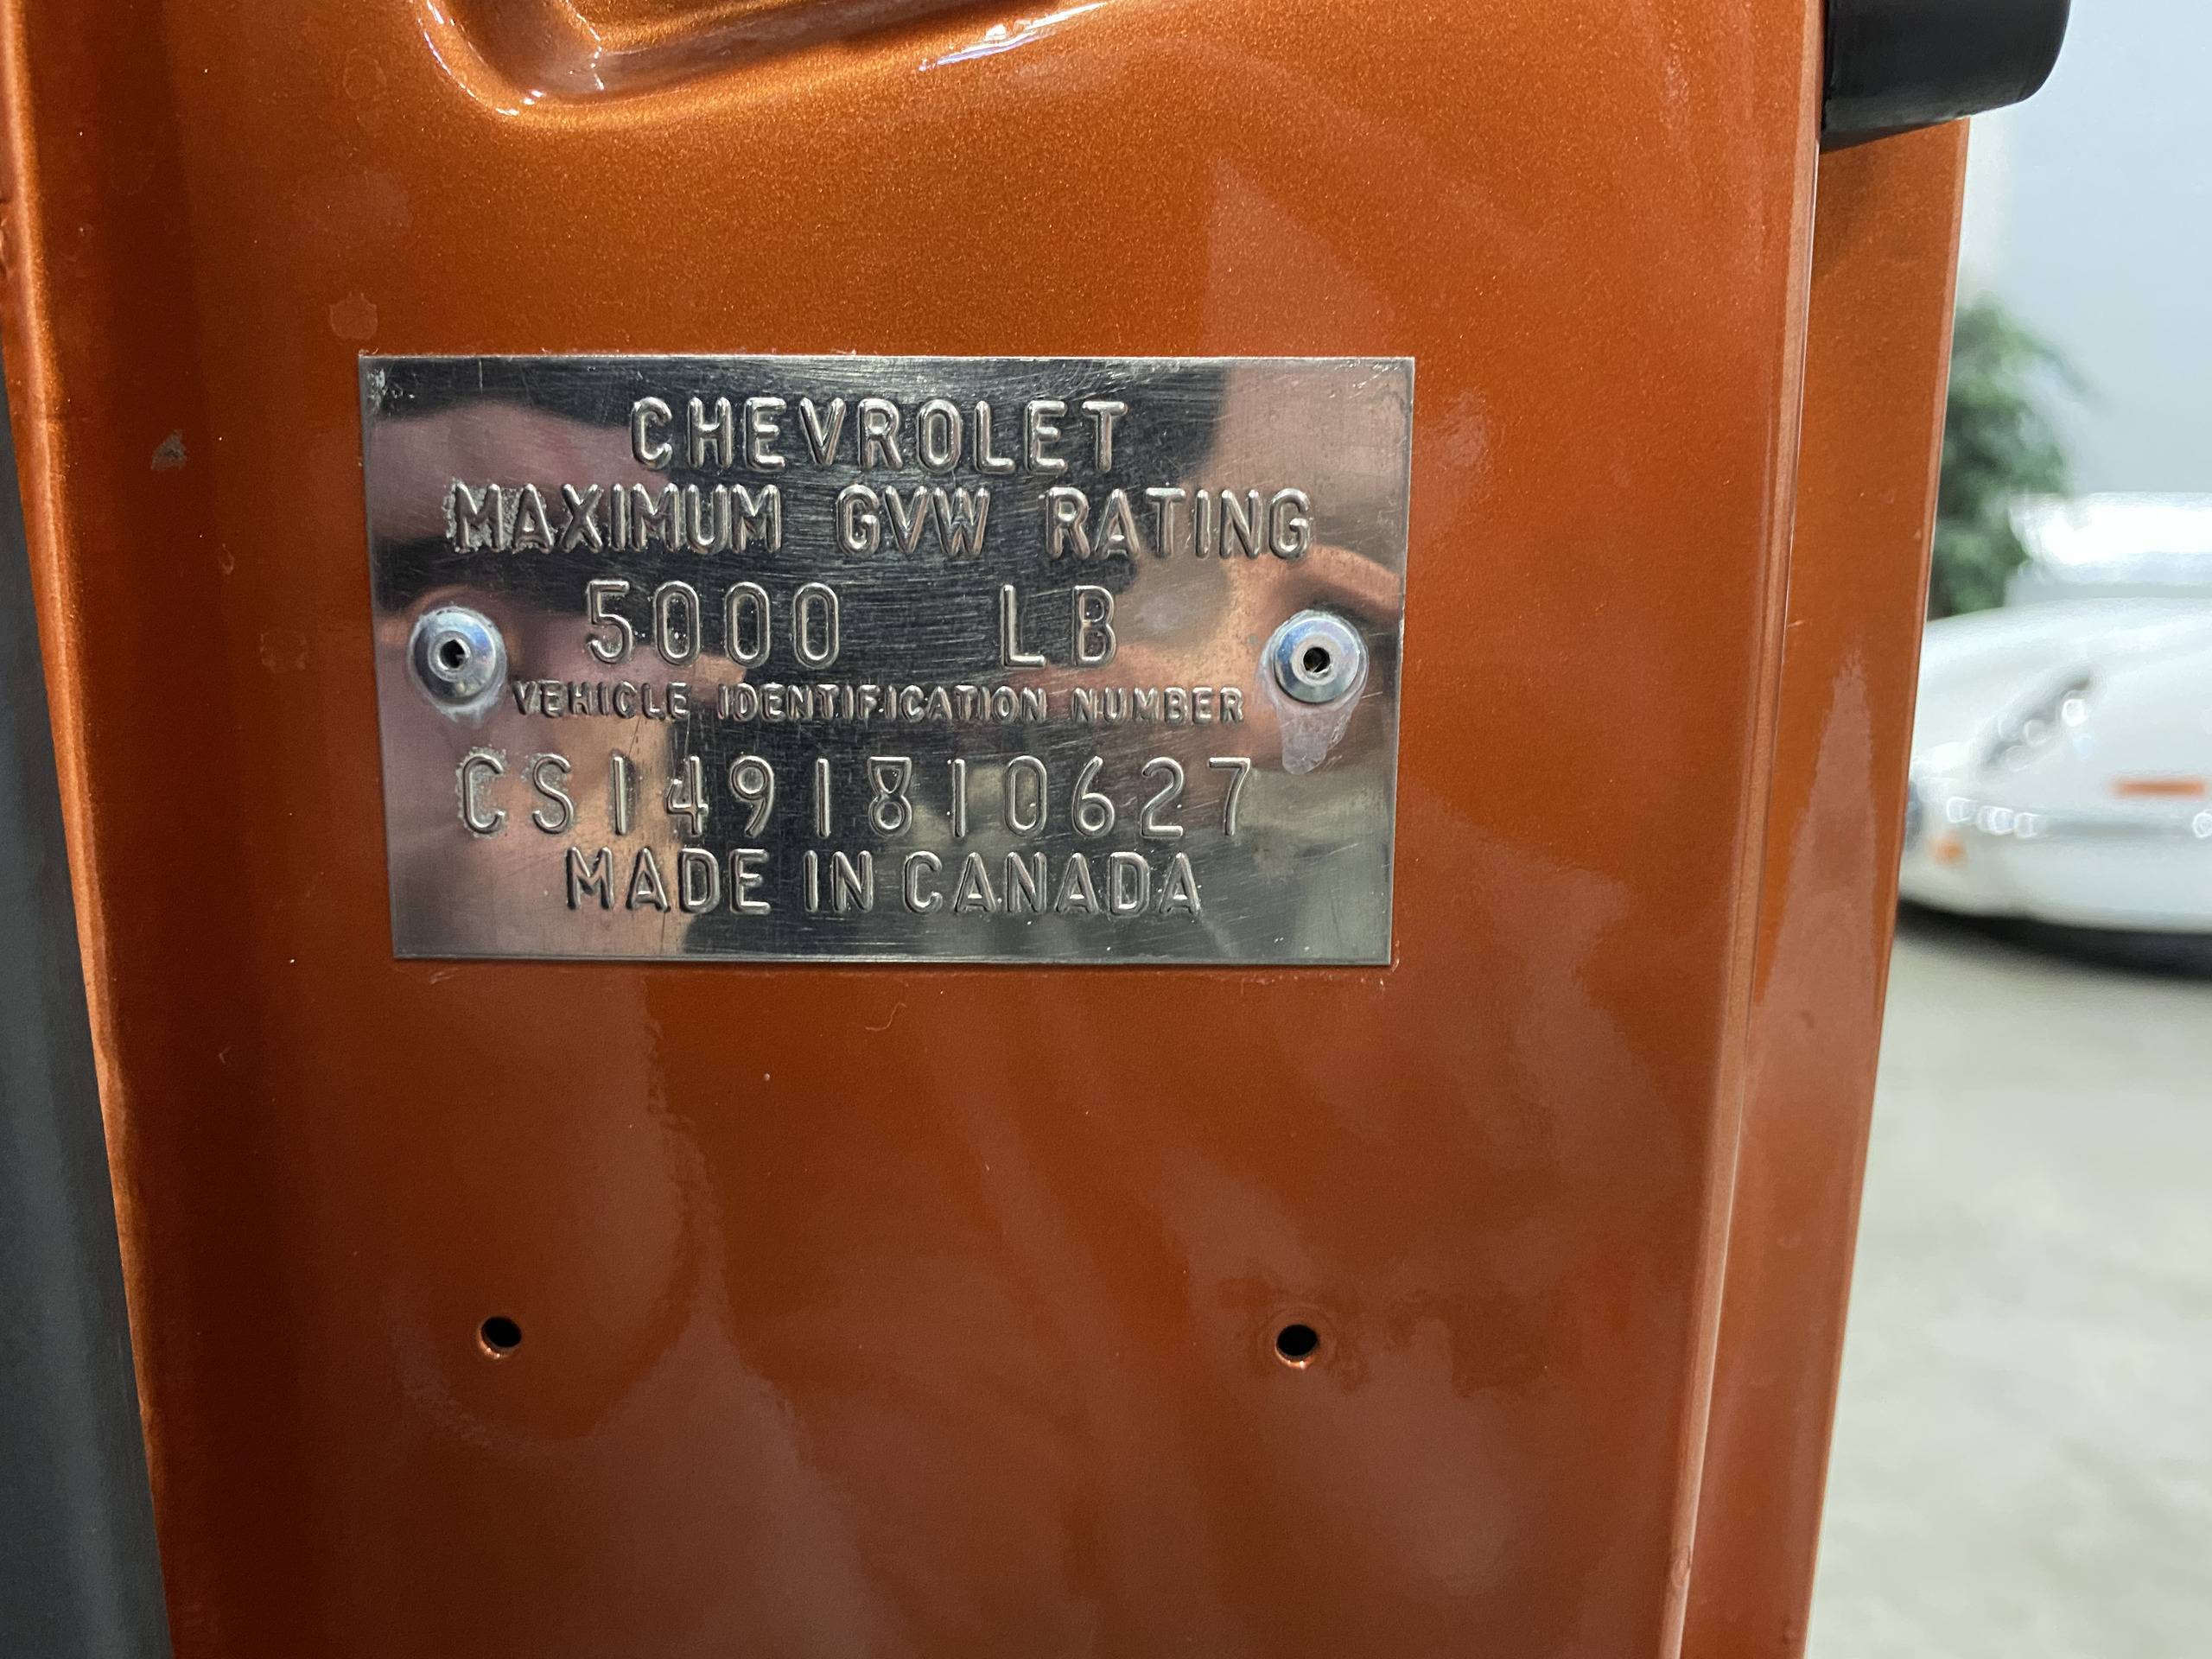 CHEVROLET
MAXIMUM GVW RATING
5000 LB
VEHICLE IDENTIFICATION NUMBER
CS1491810627
MADE IN CANADA